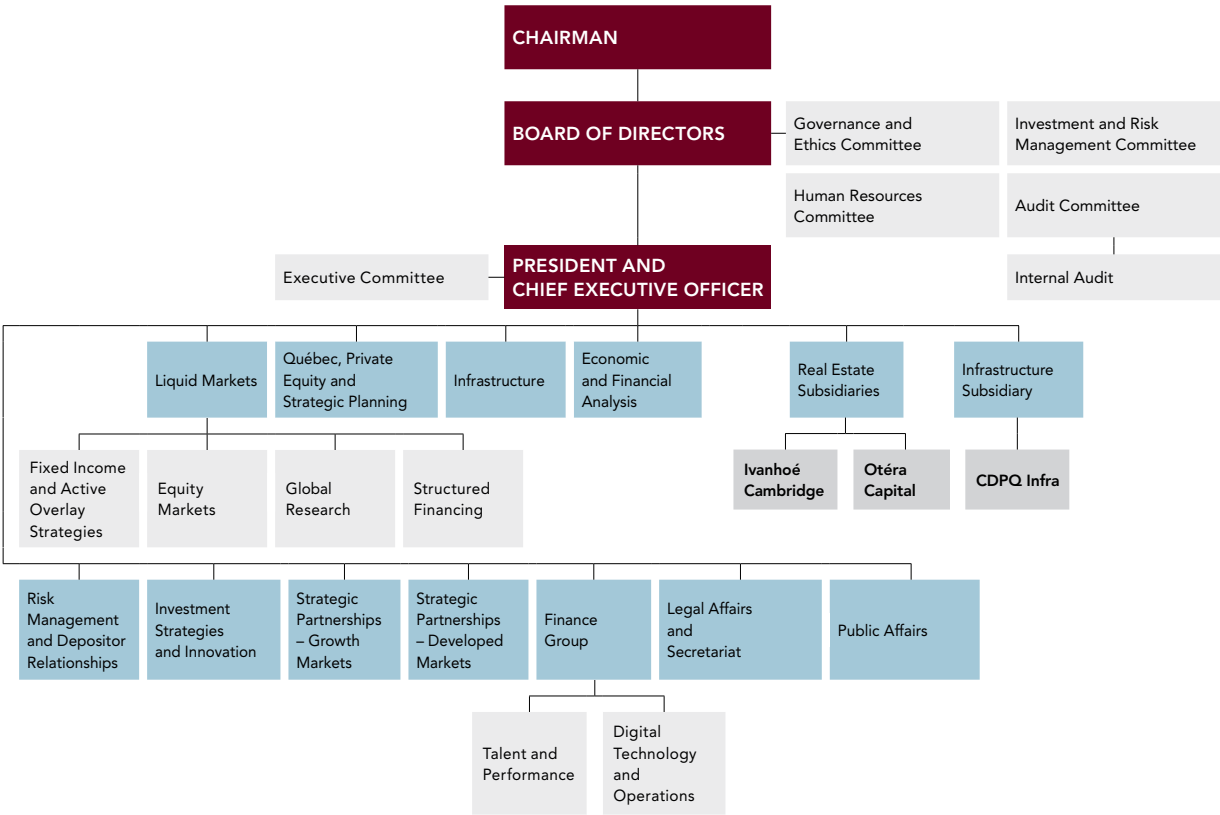 CHAIRMAN
BOARD OF DIRECTORS
Governance and
Ethics Committee
Investment and Risk
Management Committee
Human Resources
Committee
Audit Committee
Internal Audit
Executive Committee
PRESIDENT AND
CHIEF EXECUTIVE OFFICER
Liquid Markets
Québec, Private
Equity and
Strategic Planning
Infrastructure
Economic
and Financial
Analysis
Real Estate
Subsidiaries
Infrastructure
Subsidiary
Fixed Income
and Active
Overlay
Strategies
Equity
Markets
Global
Research
Structured
Financing
Ivanhoé
Cambridge
Otéra
Capital
CDPQ Infra
Risk
Management
and Depositor
Relationships
Investment
Strategies
and Innovation
Strategic
Partnerships
– Growth
Markets
Strategic
Partnerships
– Developed
Markets
Finance
Group
Legal Affairs
and
Secretariat
Public Affairs
Talent and
Performance
Digital
Technology
and
Operations